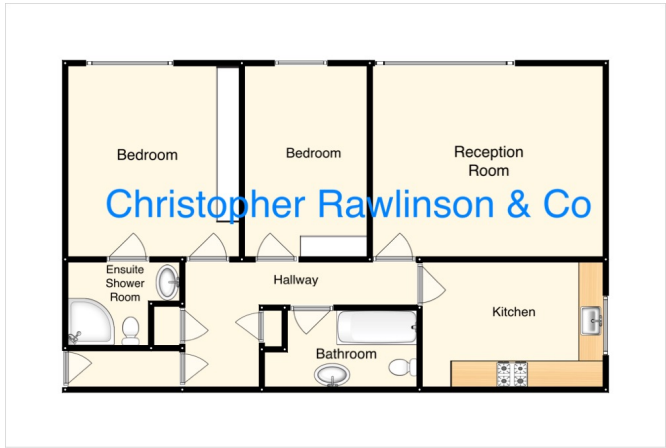 Bedroom
Bedroom
Reception
Room
Christopher Rawlinson & Co
Ensuite
Shower
Room
Hallway
Kitchen
Bathroom